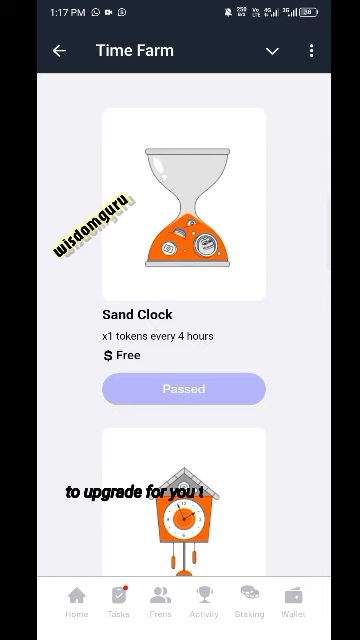 1:17 PM
Time Farm
wisdomguru
Sand Clock
x1 tokens every 4 hours
$ Free
Passed
to upgrade for you t
Home Tasks Frens Activity Staking Wallet